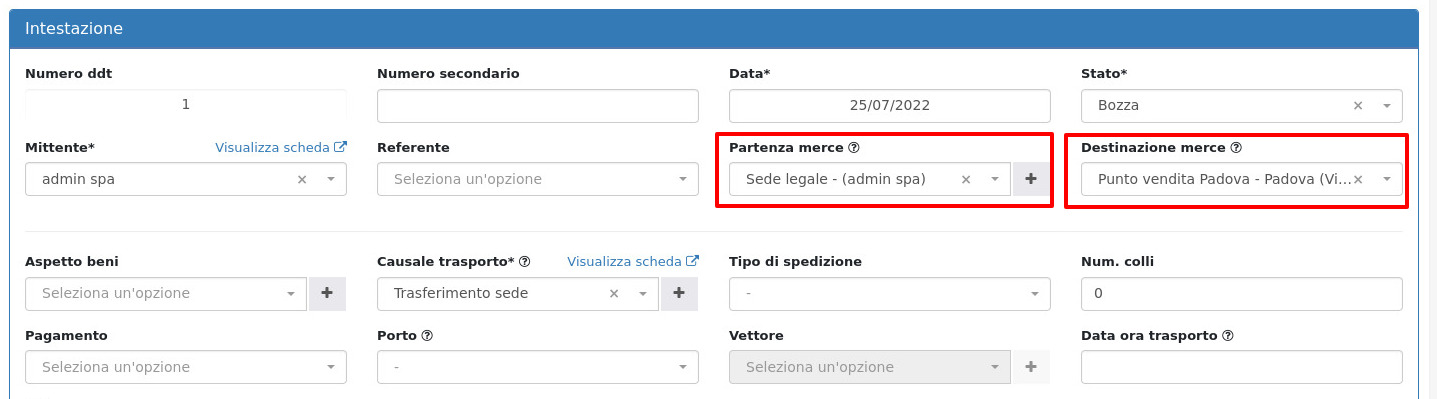 Intestazione
Numero ddt Numero secondario Data* Stato*
1 25/07/2022 Bozza ×
Mittente* Visualizza scheda Referente Partenza merce Destinazione merce
admin spa × Seleziona un'opzione Sede legale - (admin spa) × + Punto vendita Padova - Padova (Vi...×
Aspetto beni Causale trasporto* Visualizza scheda Tipo di spedizione Num. colli
Seleziona un'opzione + Trasferimento sede × + - 0
Pagamento Porto Vettore Data ora trasporto
Seleziona un'opzione - Seleziona un'opzione +